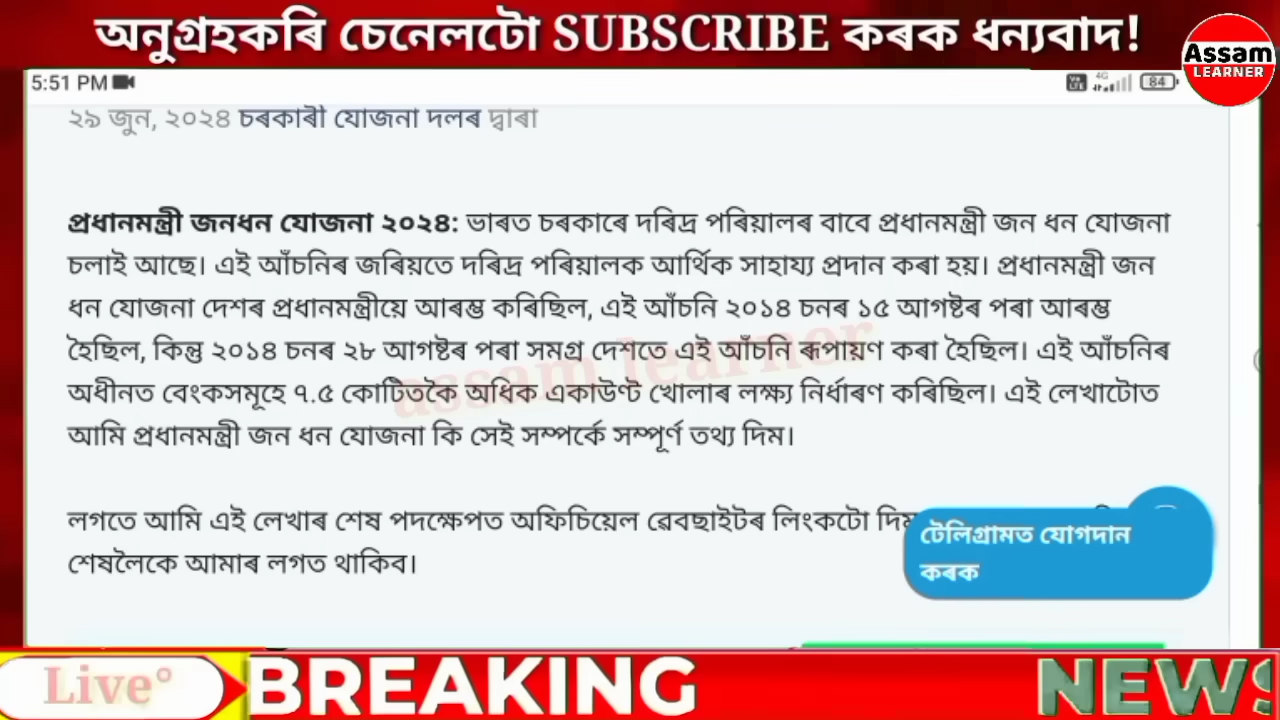 অনুগ্ৰহকৰি চেনেলটো SUBSCRIBE কৰক ধন্যবাদ!
Assam
LEARNER
5:51 PM
4G
84
২৯ জুন, ২০২৪ চৰকাৰী যোজনা দলৰ দ্বাৰা
প্ৰধানমন্ত্ৰী জনধন যোজনা ২০২৪: ভাৰত চৰকাৰে দৰিদ্ৰ পৰিয়ালৰ বাবে প্ৰধানমন্ত্ৰী জন ধন যোজনা
চলাই আছে। এই আঁচনিৰ জৰিয়তে দৰিদ্ৰ পৰিয়ালক আৰ্থিক সাহায্য প্ৰদান কৰা হয়। প্ৰধানমন্ত্ৰী জন
ধন যোজনা দেশৰ প্ৰধানমন্ত্ৰীয়ে আৰম্ভ কৰিছিল, এই আঁচনি ২০১৪ চনৰ ১৫ আগষ্টৰ পৰা আৰম্ভ
হৈছিল, কিন্তু ২০১৪ চনৰ ২৮ আগষ্টৰ পৰা সমগ্ৰ দেশতে এই আঁচনি ৰূপায়ণ কৰা হৈছিল। এই আঁচনিৰ
অধীনত বেংকসমূহে ৭.৫ কোটিতকৈ অধিক একাউণ্ট খোলাৰ লক্ষ্য নিৰ্ধাৰণ কৰিছিল। এই লেখাটোত
আমি প্ৰধানমন্ত্ৰী জন ধন যোজনা কি সেই সম্পৰ্কে সম্পূৰ্ণ তথ্য দিম।
assam learner
লগতে আমি এই লেখাৰ শেষ পদক্ষেপত অফিচিয়েল ৱেবছাইটৰ লিংকটো দিম
শেষলৈকে আমাৰ লগত থাকিব।
টেলিগ্ৰামত যোগদান
কৰক
Live°
BREAKING
NEWS